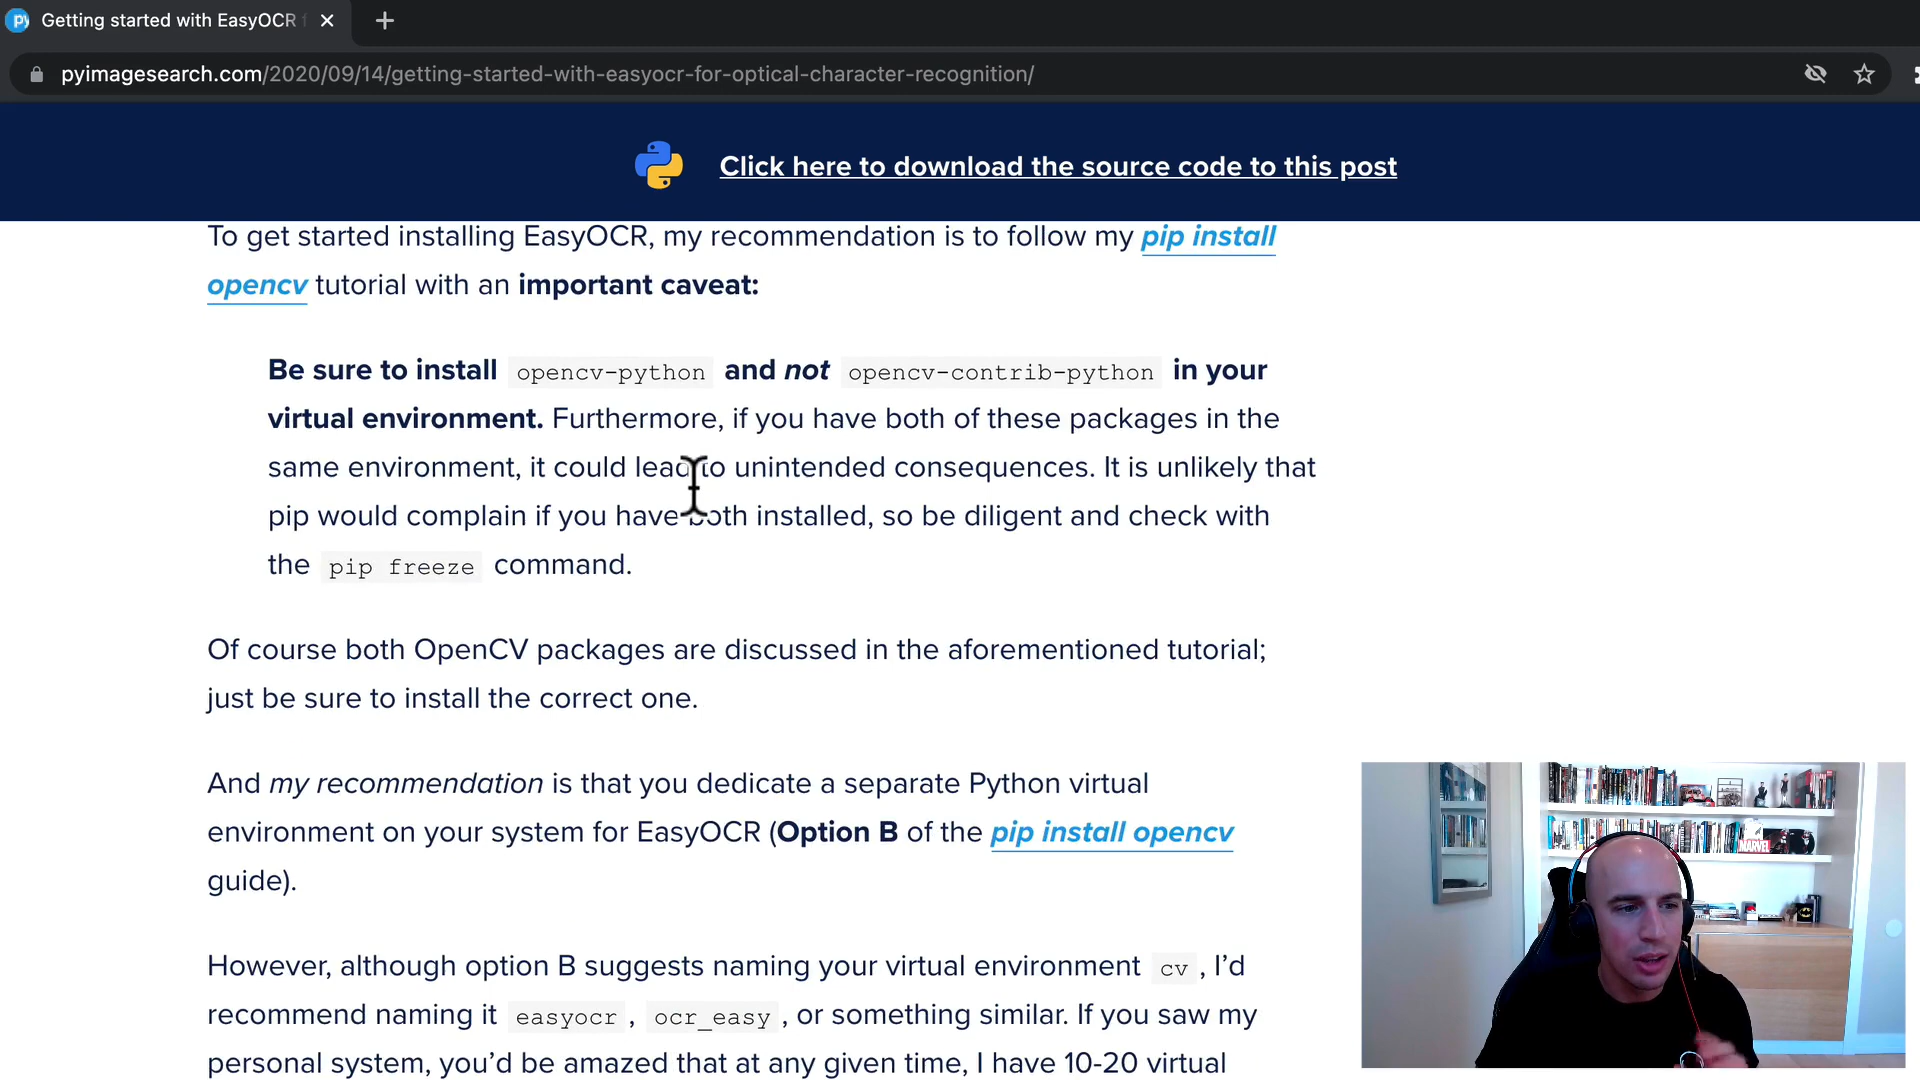 py Getting started with EasyOCR f
pyimagesearch.com/2020/09/14/getting-started-with-easyocr-for-optical-character-recognition/
Click here to download the source code to this post
To get started installing EasyOCR, my recommendation is to follow my pip install
opencv tutorial with an important caveat:
Be sure to install opencv-python and not opencv-contrib-python in your
virtual environment. Furthermore, if you have both of these packages in the
same environment, it could lead to unintended consequences. It is unlikely that
pip would complain if you have both installed, so be diligent and check with
the pip freeze command.
Of course both OpenCV packages are discussed in the aforementioned tutorial;
just be sure to install the correct one.
And my recommendation is that you dedicate a separate Python virtual
environment on your system for EasyOCR (Option B of the pip install opencv
guide).
However, although option B suggests naming your virtual environment cv, I’d
recommend naming it easyocr, ocr_easy, or something similar. If you saw my
personal system, you’d be amazed that at any given time, I have 10-20 virtual
MARVEL